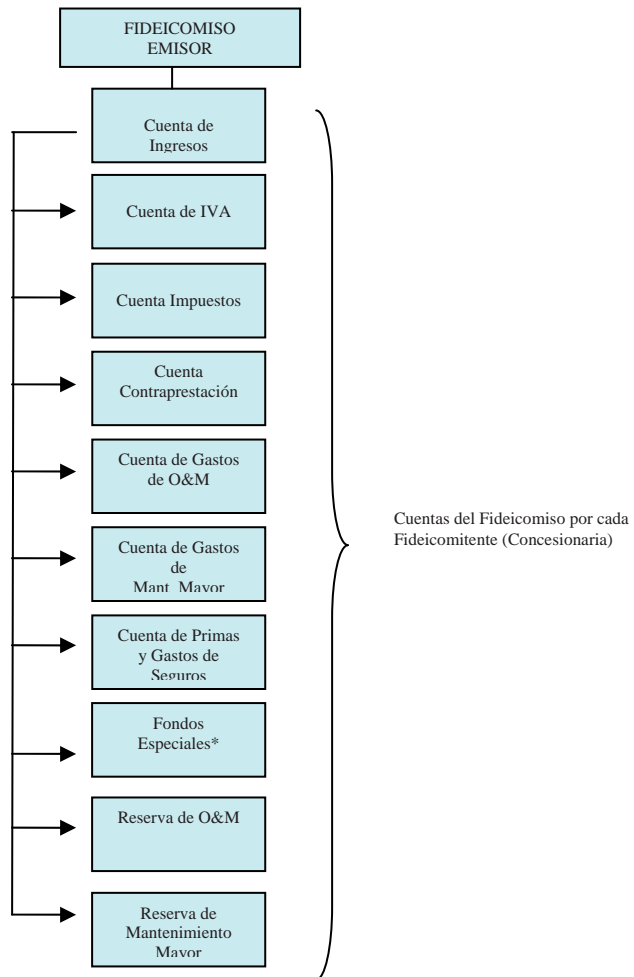 FIDEICOMISO
EMISOR
Cuenta de
Ingresos
Cuenta de IVA
Cuenta Impuestos
Cuenta
Contraprestación
Cuenta de Gastos
de O&M
Cuenta de Gastos
de
Mant. Mayor
Cuenta de Primas
y Gastos de
Seguros
Fondos
Especiales*
Reserva de O&M
Reserva de
Mantenimiento
Mayor
Cuentas del Fideicomiso por cada
Fideicomitente (Concesionaria)